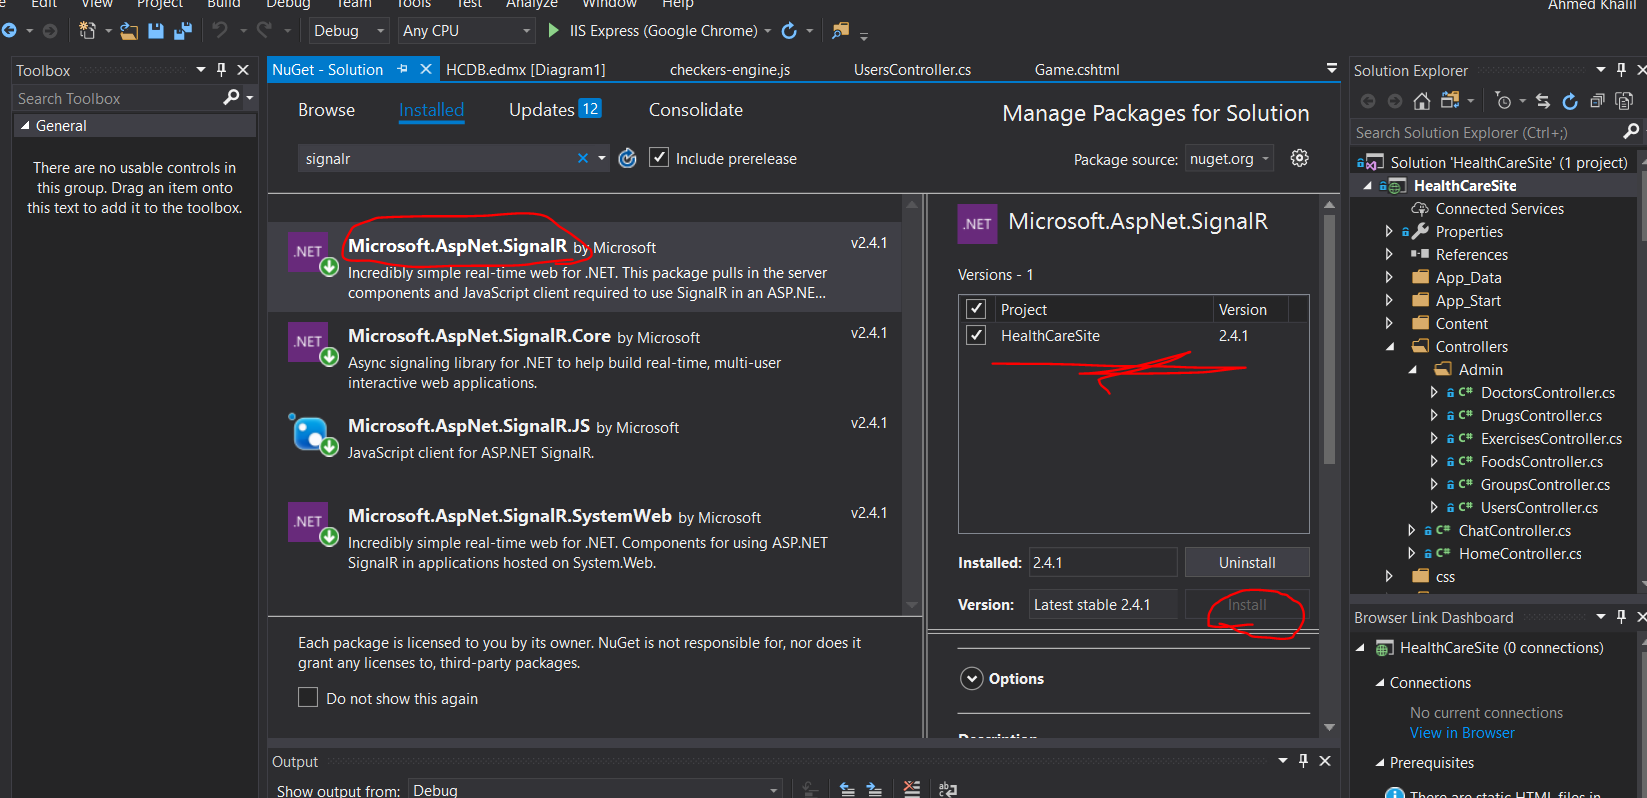 Edit View Project Build Debug Team Tools Test Analyze Window Help
Ahmed Khalil
Debug Any CPU IIS Express (Google Chrome)
Toolbox
Search Toolbox
General
There are no usable controls in
this group. Drag an item onto
this text to add it to the toolbox.
NuGet - Solution HCDB.edmx [Diagram1] checkers-engine.js UsersController.cs Game.cshtml
Browse Installed Updates 12 Consolidate
Manage Packages for Solution
signalr Include prerelease
Package source: nuget.org
.NET Microsoft.AspNet.SignalR by Microsoft v2.4.1
Incredibly simple real-time web for .NET. This package pulls in the server
components and JavaScript client required to use SignalR in an ASP.NE...
.NET Microsoft.AspNet.SignalR.Core by Microsoft v2.4.1
Async signaling library for .NET to help build real-time, multi-user
interactive web applications.
Microsoft.AspNet.SignalR.JS by Microsoft v2.4.1
JavaScript client for ASP.NET SignalR.
.NET Microsoft.AspNet.SignalR.SystemWeb by Microsoft v2.4.1
Incredibly simple real-time web for .NET. Components for using ASP.NET
SignalR in applications hosted on System.Web.
Each package is licensed to you by its owner. NuGet is not responsible for, nor does it
grant any licenses to, third-party packages.
Do not show this again
.NET Microsoft.AspNet.SignalR
Versions - 1
Project Version
HealthCareSite 2.4.1
Installed: 2.4.1 Uninstall
Version: Latest stable 2.4.1 Install
Options
Description
Output
Show output from: Debug
Solution Explorer
Search Solution Explorer (Ctrl+;)
Solution 'HealthCareSite' (1 project)
HealthCareSite
Connected Services
Properties
References
App_Data
App_Start
Content
Controllers
Admin
C# DoctorsController.cs
C# DrugsController.cs
C# ExercisesController.cs
C# FoodsController.cs
C# GroupsController.cs
C# UsersController.cs
C# ChatController.cs
C# HomeController.cs
css
Browser Link Dashboard
HealthCareSite (0 connections)
Connections
No current connections
View in Browser
Prerequisites
There are static HTML files in